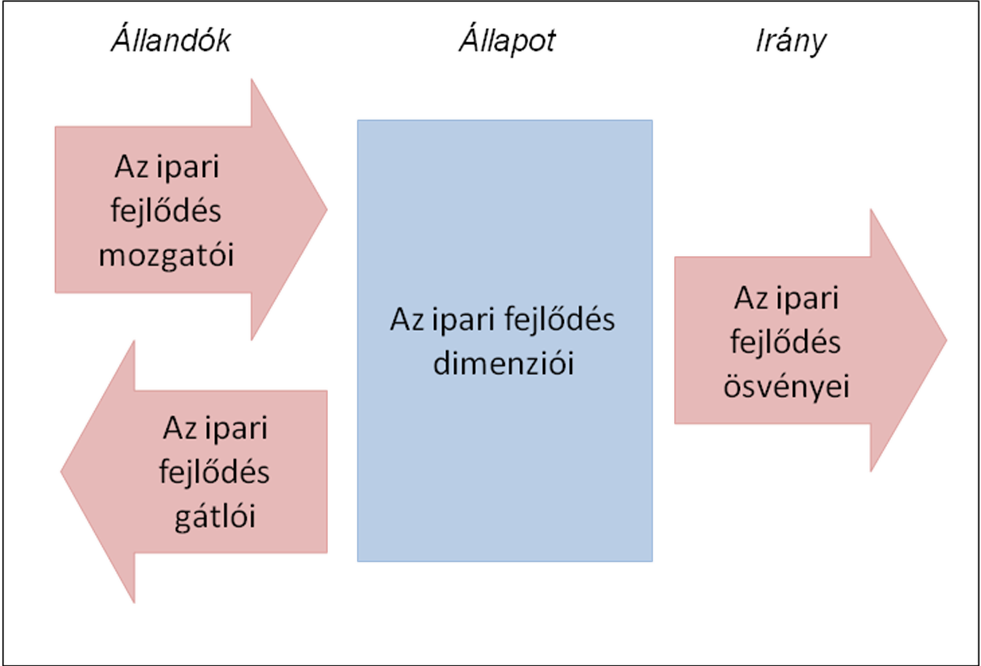 Állandók
Állapot
Irány
Az ipari
fejlődés
mozgatói
Az ipari
fejlődés
gátlói
Az ipari fejlődés
dimenziói
Az ipari
fejlődés
ösvényei